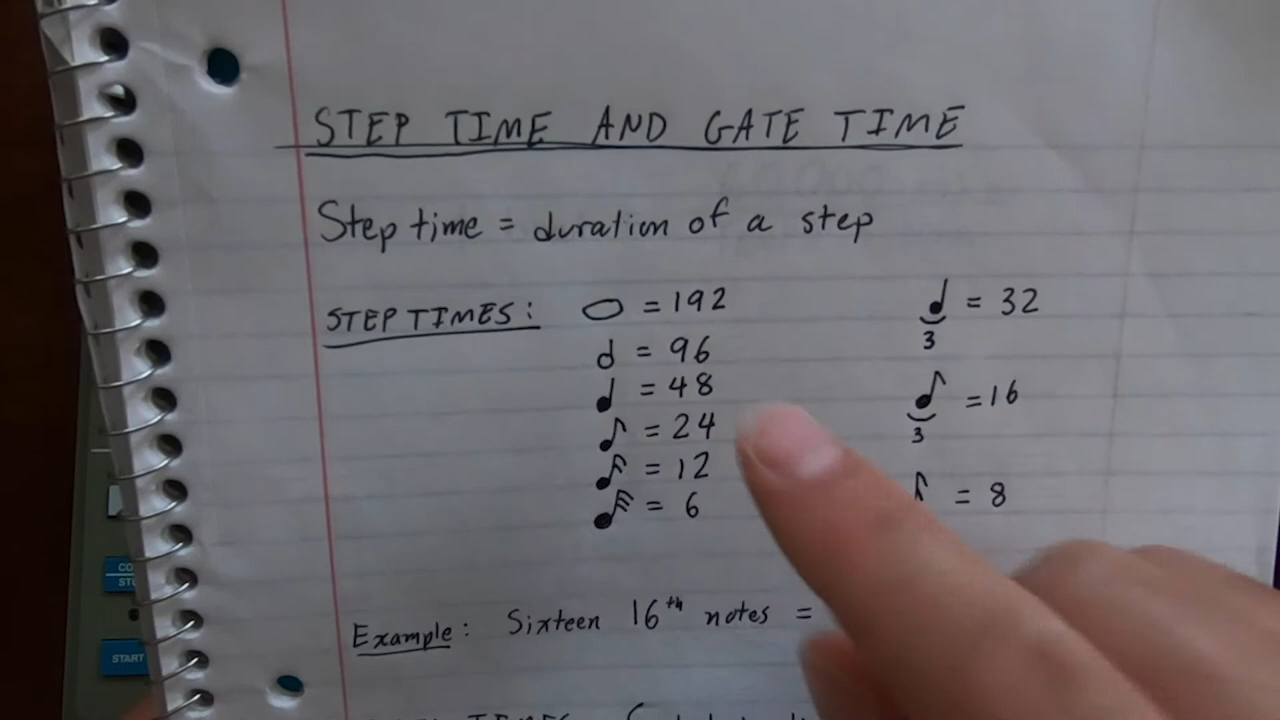 STEP TIME AND GATE TIME
Step time = duration of a step
STEP TIMES: 𝅝 = 192
𝅗𝅥 = 96
♩ = 48
♪ = 24
𝅘𝅥𝅯 = 12
𝅘𝅥𝅰 = 6
♩ = 32
3
♪ = 16
3
= 8
Example: Sixteen 16th notes =
START